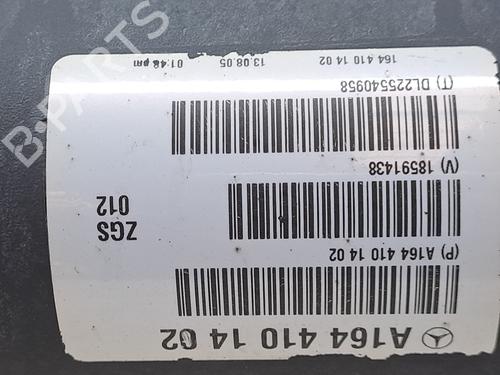 A164 410 14 02
(P) A164 410 14 02
ZGS
012
(V) 18591438
(T) DL225540958
164 410 14 02 13.08.05 01:48 pm
B-PARTS